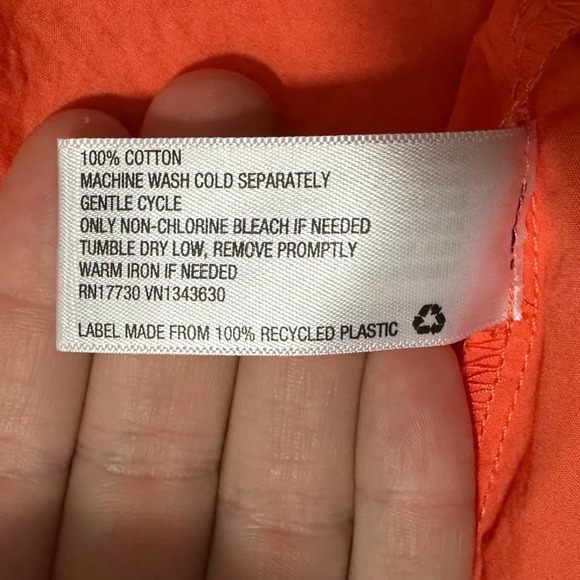 100% COTTON
MACHINE WASH COLD SEPARATELY
GENTLE CYCLE
ONLY NON-CHLORINE BLEACH IF NEEDED
TUMBLE DRY LOW, REMOVE PROMPTLY
WARM IRON IF NEEDED
RN17730 VN1343630
LABEL MADE FROM 100% RECYCLED PLASTIC